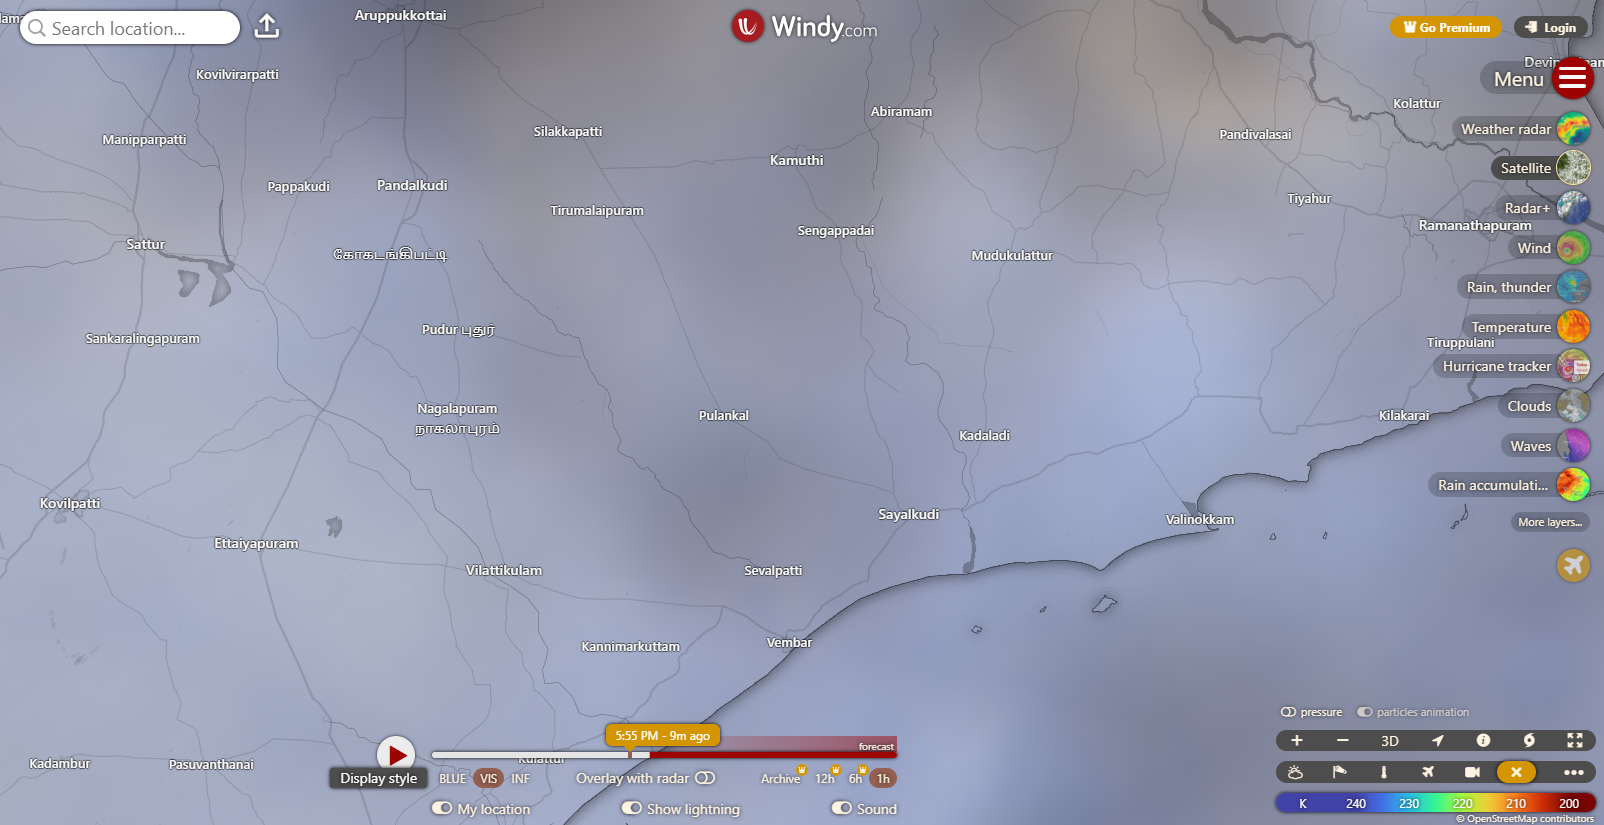 Aruppukkottai
Search location...
Windy.com
Go Premium
Login
Kovilvirarpatti
Menu
Abiramam
Kolattur
Silakkapatti
Weather radar
Manipparpatti
Pandivalasai
Kamuthi
Satellite
Pappakudi
Pandalkudi
Tiyahur
Tirumalaipuram
Radar+
Sengappadai
Ramanathapuram
Sattur
கோகடங்கிபட்டி
Mudukulattur
Wind
Rain, thunder
Pudur புதுர்
Temperature
Sankaralingapuram
Tiruppulani
Hurricane tracker
Nagalapuram
நாகலாபுரம்
Pulankal
Kilakarai
Clouds
Kadaladi
Waves
Rain accumulati...
Kovilpatti
Sayalkudi
Valinokkam
More layers...
Ettaiyapuram
Vilattikulam
Sevalpatti
Kannimarkuttam
Vembar
pressure
particles animation
5:55 PM - 9m ago
forecast
3D
Kadambur
Pasuvanthanai
Kulattur
Display style
BLUE VIS INF
Overlay with radar
Archive 12h 6h 1h
My location
Show lightning
Sound
K 240 230 220 210 200
© OpenStreetMap contributors